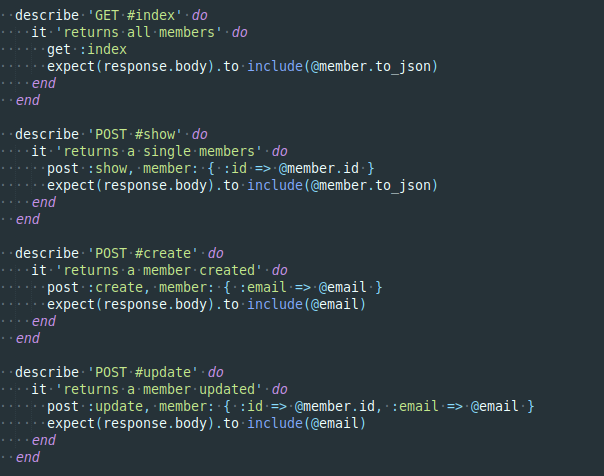 describe 'GET #index' do
it 'returns all members' do
get :index
expect(response.body).to include(@member.to_json)
end
end
describe 'POST #show' do
it 'returns a single members' do
post :show, member: { :id => @member.id }
expect(response.body).to include(@member.to_json)
end
end
describe 'POST #create' do
it 'returns a member created' do
post :create, member: { :email => @email }
expect(response.body).to include(@email)
end
end
describe 'POST #update' do
it 'returns a member updated' do
post :update, member: { :id => @member.id, :email => @email }
expect(response.body).to include(@email)
end
end